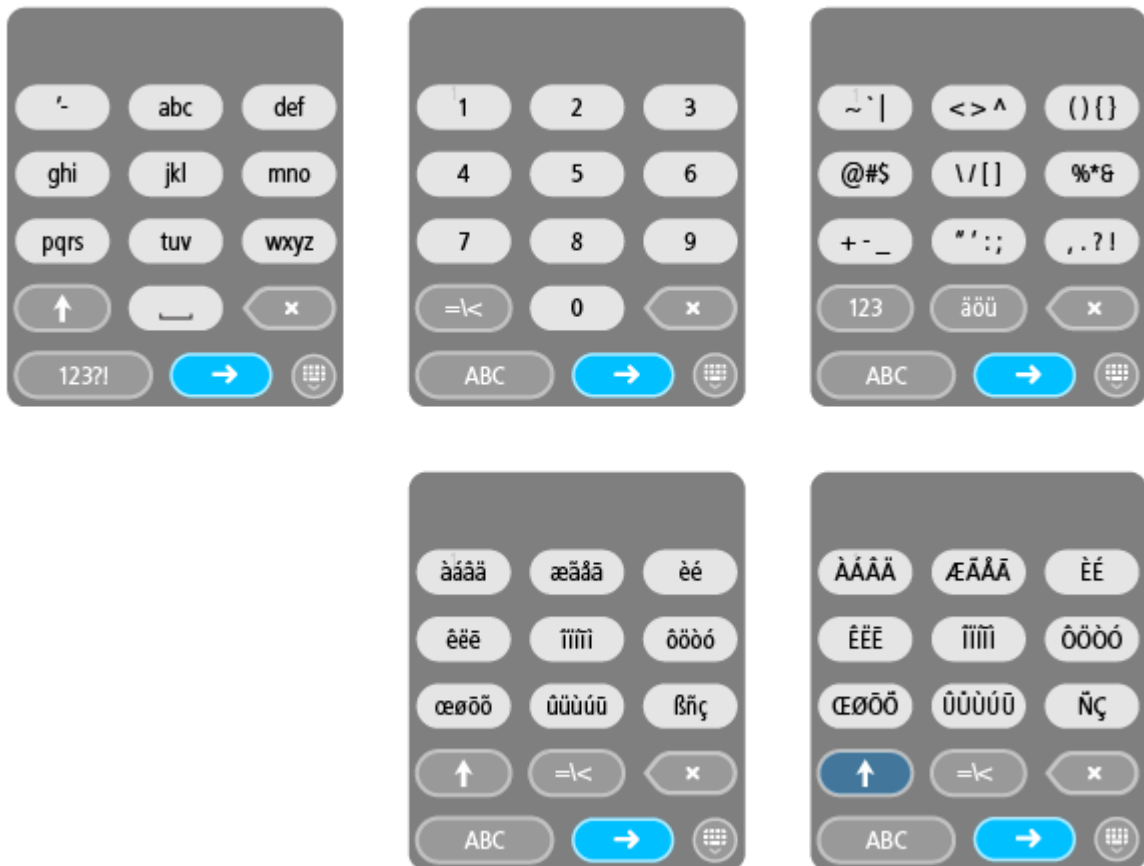 '- abc def
ghi jkl mno
pqrs tuv wxyz
123?!
1 2 3
4 5 6
7 8 9
=\< 0
ABC
~`| <>^ (){}
@#$ \/[] %*&
+-_ "':; ,.?!
123 äöü
ABC
àáâä æãåā èé
êëē îïīì ôöòó
œøōõ ûüùúū ßñç
=\<
ABC
ÀÁÂÄ ÆÃÅĀ ÈÉ
ÊËĒ ÎÏĪÌ ÔÖÒÓ
ŒØŌÕ ÛÜÙÚŪ ÑÇ
=\<
ABC